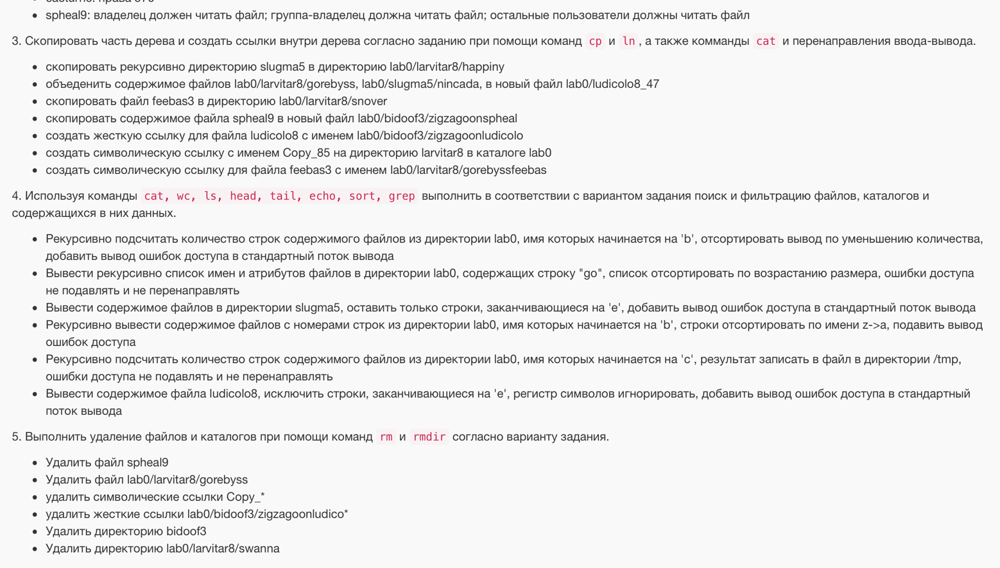 • spheal9: владелец должен читать файл; группа-владелец должна читать файл; остальные пользователи должны читать файл
3. Скопировать часть дерева и создать ссылки внутри дерева согласно заданию при помощи команд cp и ln, а также комманды cat и перенаправления ввода-вывода.
• скопировать рекурсивно директорию slugma5 в директорию lab0/larvitar8/happiny
• объеденить содержимое файлов lab0/larvitar8/gorebyss, lab0/slugma5/nincada, в новый файл lab0/ludicolo8_47
• скопировать файл feebas3 в директорию lab0/larvitar8/snover
• скопировать содержимое файла spheal9 в новый файл lab0/bidoof3/zigzagoonspheal
• создать жесткую ссылку для файла ludicolo8 с именем lab0/bidoof3/zigzagoonludicolo
• создать символическую ссылку c именем Copy_85 на директорию larvitar8 в каталоге lab0
• создать символическую ссылку для файла feebas3 с именем lab0/larvitar8/gorebyssfeebas
4. Используя команды cat, wc, ls, head, tail, echo, sort, grep выполнить в соответствии с вариантом задания поиск и фильтрацию файлов, каталогов и
содержащихся в них данных.
• Рекурсивно подсчитать количество строк содержимого файлов из директории lab0, имя которых начинается на 'b', отсортировать вывод по уменьшению количества,
добавить вывод ошибок доступа в стандартный поток вывода
• Вывести рекурсивно список имен и атрибутов файлов в директории lab0, содержащих строку "go", список отсортировать по возрастанию размера, ошибки доступа
не подавлять и не перенаправлять
• Вывести содержимое файлов в директории slugma5, оставить только строки, заканчивающиеся на 'e', добавить вывод ошибок доступа в стандартный поток вывода
• Рекурсивно вывести содержимое файлов с номерами строк из директории lab0, имя которых начинается на 'b', строки отсортировать по имени z->a, подавить вывод
ошибок доступа
• Рекурсивно подсчитать количество строк содержимого файлов из директории lab0, имя которых начинается на 'c', результат записать в файл в директории /tmp,
ошибки доступа не подавлять и не перенаправлять
• Вывести содержимое файла ludicolo8, исключить строки, заканчивающиеся на 'e', регистр символов игнорировать, добавить вывод ошибок доступа в стандартный
поток вывода
5. Выполнить удаление файлов и каталогов при помощи команд rm и rmdir согласно варианту задания.
• Удалить файл spheal9
• Удалить файл lab0/larvitar8/gorebyss
• удалить символические ссылки Copy_*
• удалить жесткие ссылки lab0/bidoof3/zigzagoonludico*
• Удалить директорию bidoof3
• Удалить директорию lab0/larvitar8/swanna